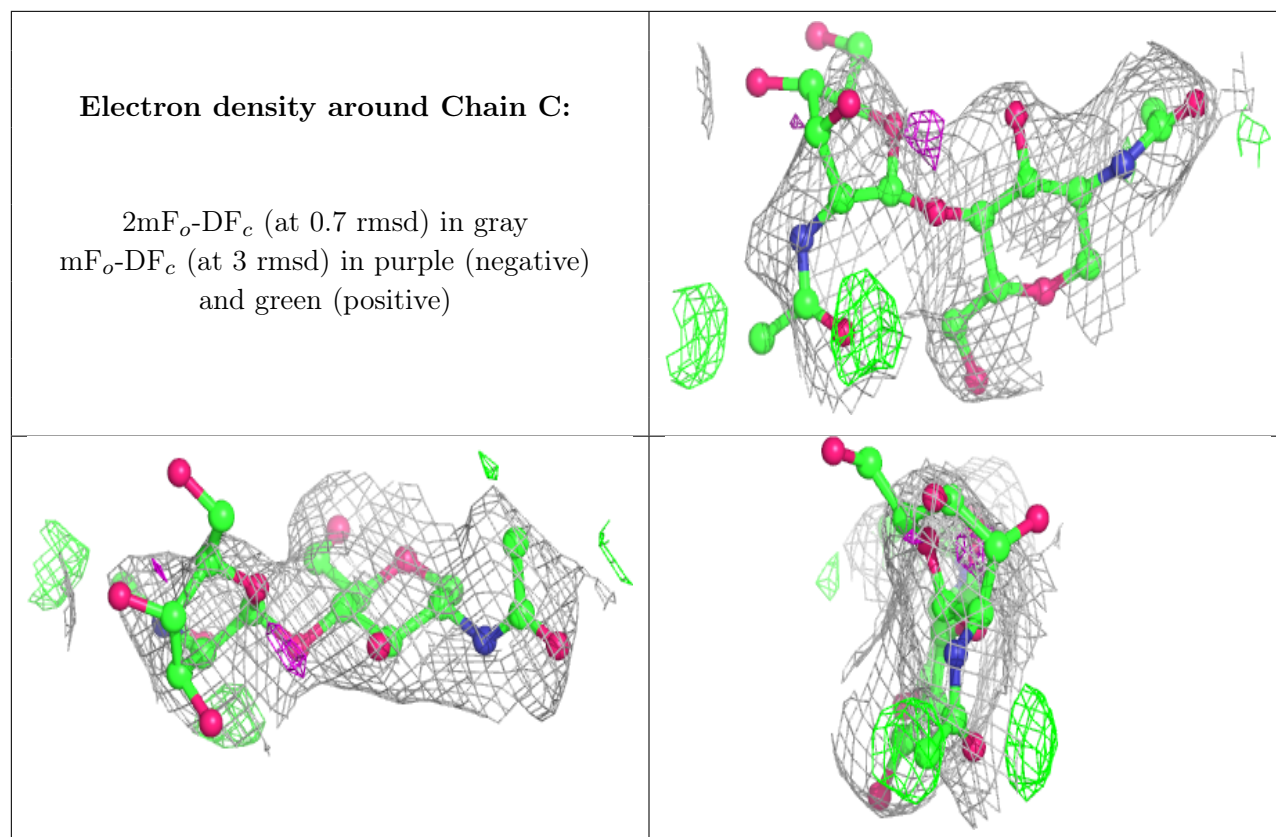 Electron density around Chain C:
2mFₒ-DF𝒸 (at 0.7 rmsd) in gray
mFₒ-DF𝒸 (at 3 rmsd) in purple (negative)
and green (positive)